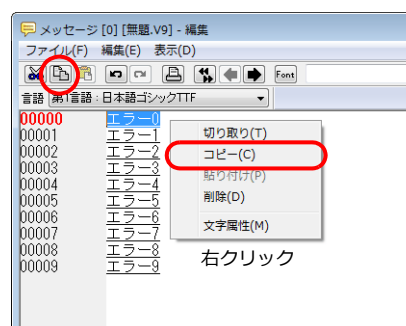 メッセージ [0] [無題.V9] - 編集
ファイル(F) 編集(E) 表示(D)
Font
言語 第1言語 : 日本語ゴシックTTF
00000 エラー0
00001 エラー1
00002 エラー2
00003 エラー3
00004 エラー4
00005 エラー5
00006 エラー6
00007 エラー7
00008 エラー8
00009 エラー9
切り取り(T)
コピー(C)
貼り付け(P)
削除(D)
文字属性(M)
右クリック